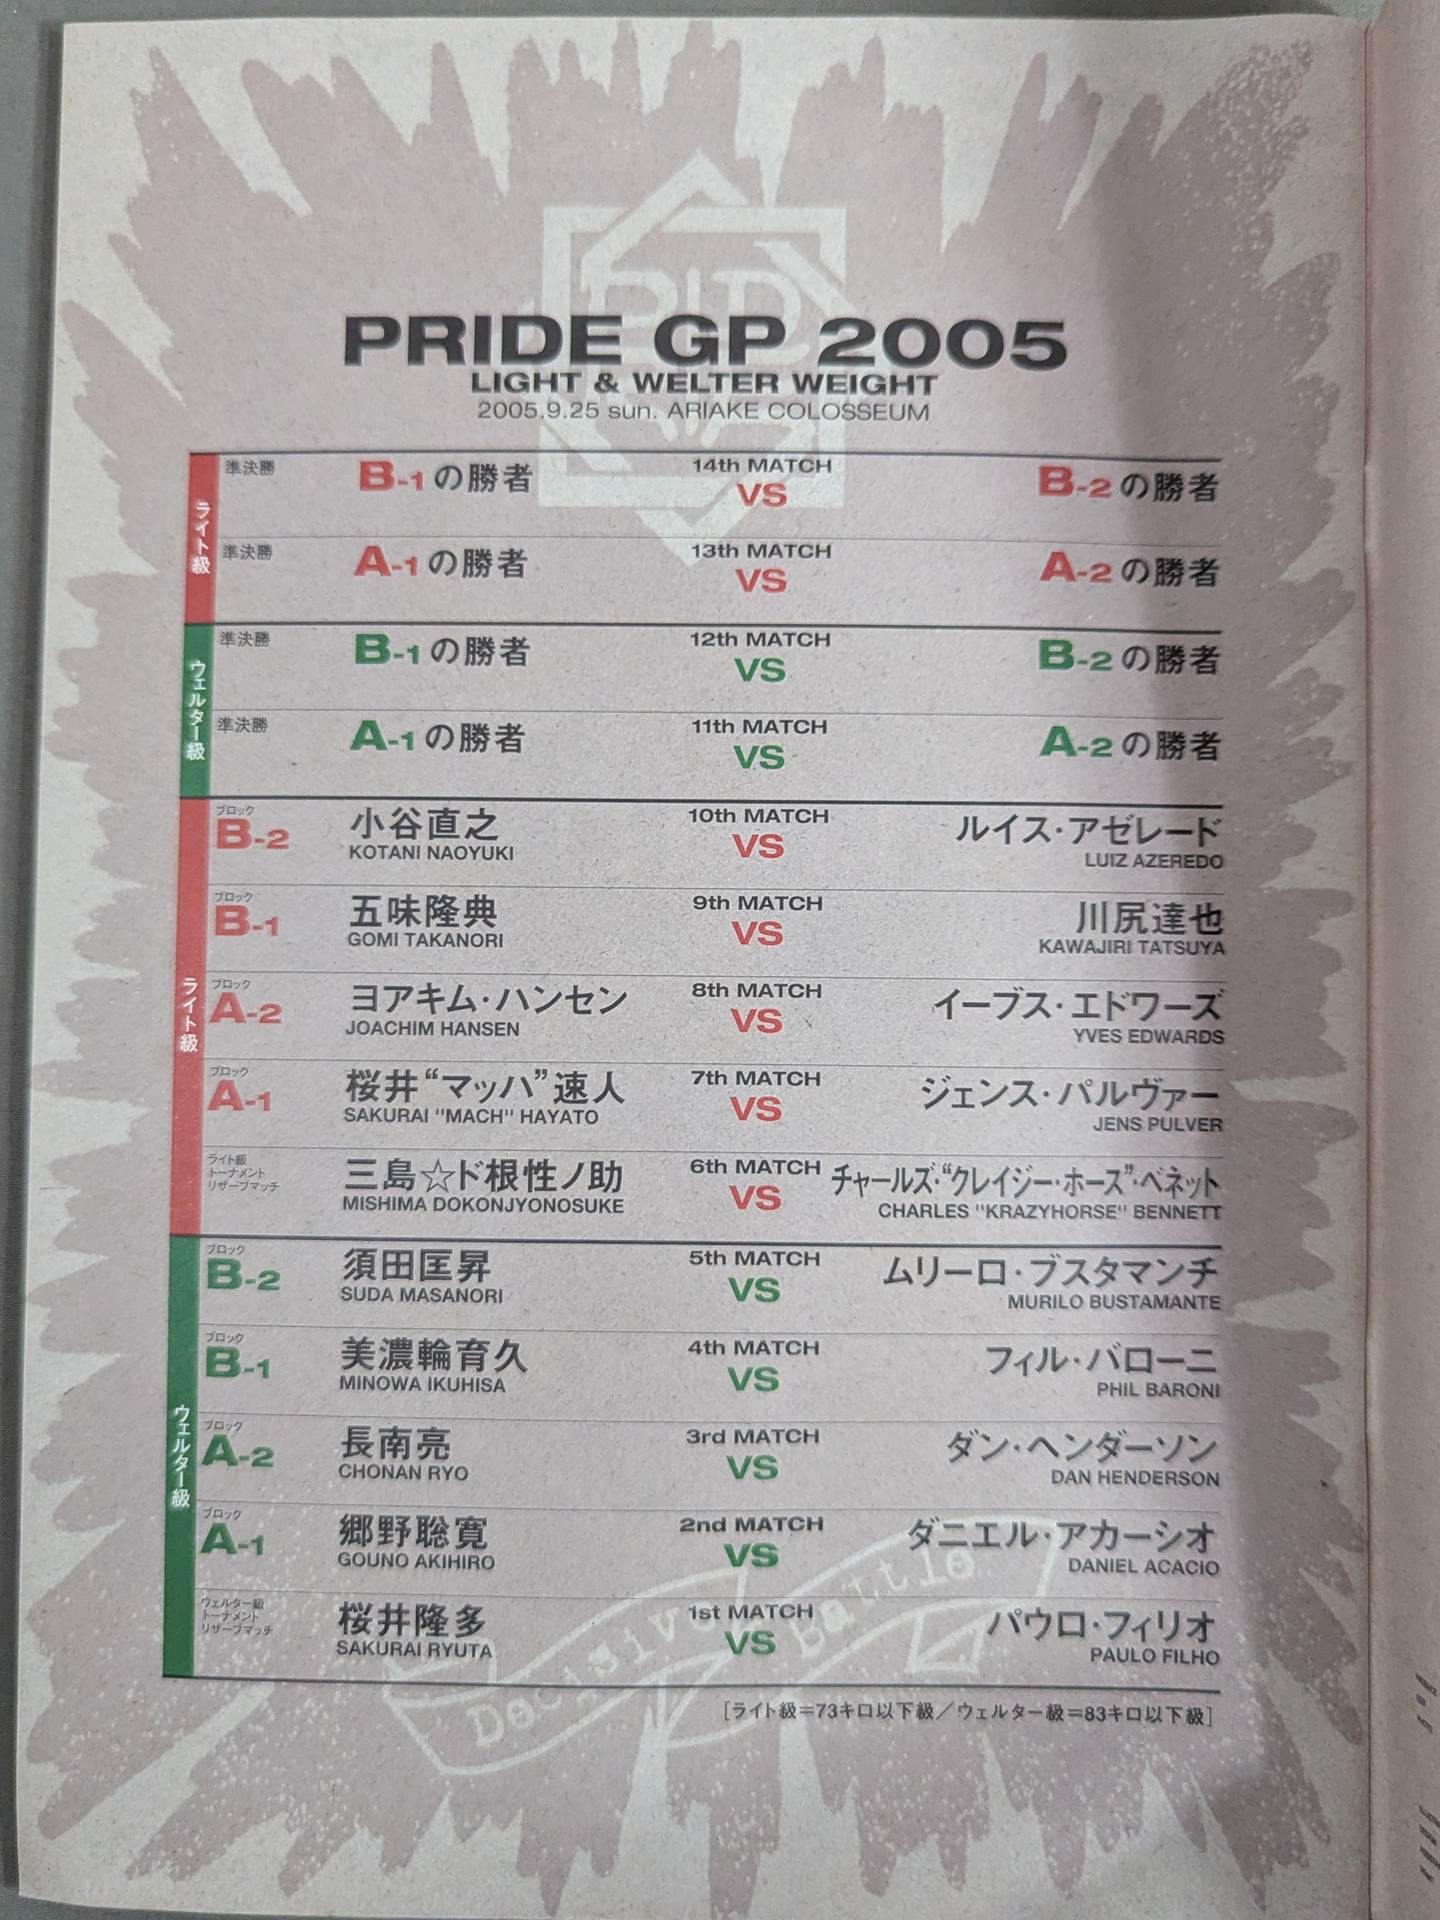 PRIDE GP 2005
LIGHT & WELTER WEIGHT
2005.9.25 sun. ARIAKE COLOSSEUM
ライト級
準決勝
B-1の勝者
14th MATCH
VS
B-2の勝者
準決勝
A-1の勝者
13th MATCH
VS
A-2の勝者
ウェルター級
準決勝
B-1の勝者
12th MATCH
VS
B-2の勝者
準決勝
A-1の勝者
11th MATCH
VS
A-2の勝者
ライト級
ブロック
B-2
小谷直之
KOTANI NAOYUKI
10th MATCH
VS
ルイス・アゼレード
LUIZ AZEREDO
ブロック
B-1
五味隆典
GOMI TAKANORI
9th MATCH
VS
川尻達也
KAWAJIRI TATSUYA
ブロック
A-2
ヨアキム・ハンセン
JOACHIM HANSEN
8th MATCH
VS
イーブス・エドワーズ
YVES EDWARDS
ブロック
A-1
桜井“マッハ”速人
SAKURAI "MACH" HAYATO
7th MATCH
VS
ジェンス・パルヴァー
JENS PULVER
ライト級
トーナメント
リザーブマッチ
三島☆ド根性ノ助
MISHIMA DOKONJYONOSUKE
6th MATCH
VS
チャールズ・“クレイジー・ホース”・ベネット
CHARLES "KRAZYHORSE" BENNETT
ウェルター級
ブロック
B-2
須田匡昇
SUDA MASANORI
5th MATCH
VS
ムリーロ・ブスタマンチ
MURILO BUSTAMANTE
ブロック
B-1
美濃輪育久
MINOWA IKUHISA
4th MATCH
VS
フィル・バローニ
PHIL BARONI
ブロック
A-2
長南亮
CHONAN RYO
3rd MATCH
VS
ダン・ヘンダーソン
DAN HENDERSON
ブロック
A-1
郷野聡寛
GOUNO AKIHIRO
2nd MATCH
VS
ダニエル・アカーシオ
DANIEL ACACIO
ウェルター級
トーナメント
リザーブマッチ
桜井隆多
SAKURAI RYUTA
1st MATCH
VS
パウロ・フィリオ
PAULO FILHO
Decisive Battle
［ライト級＝73キロ以下級／ウェルター級＝83キロ以下級］